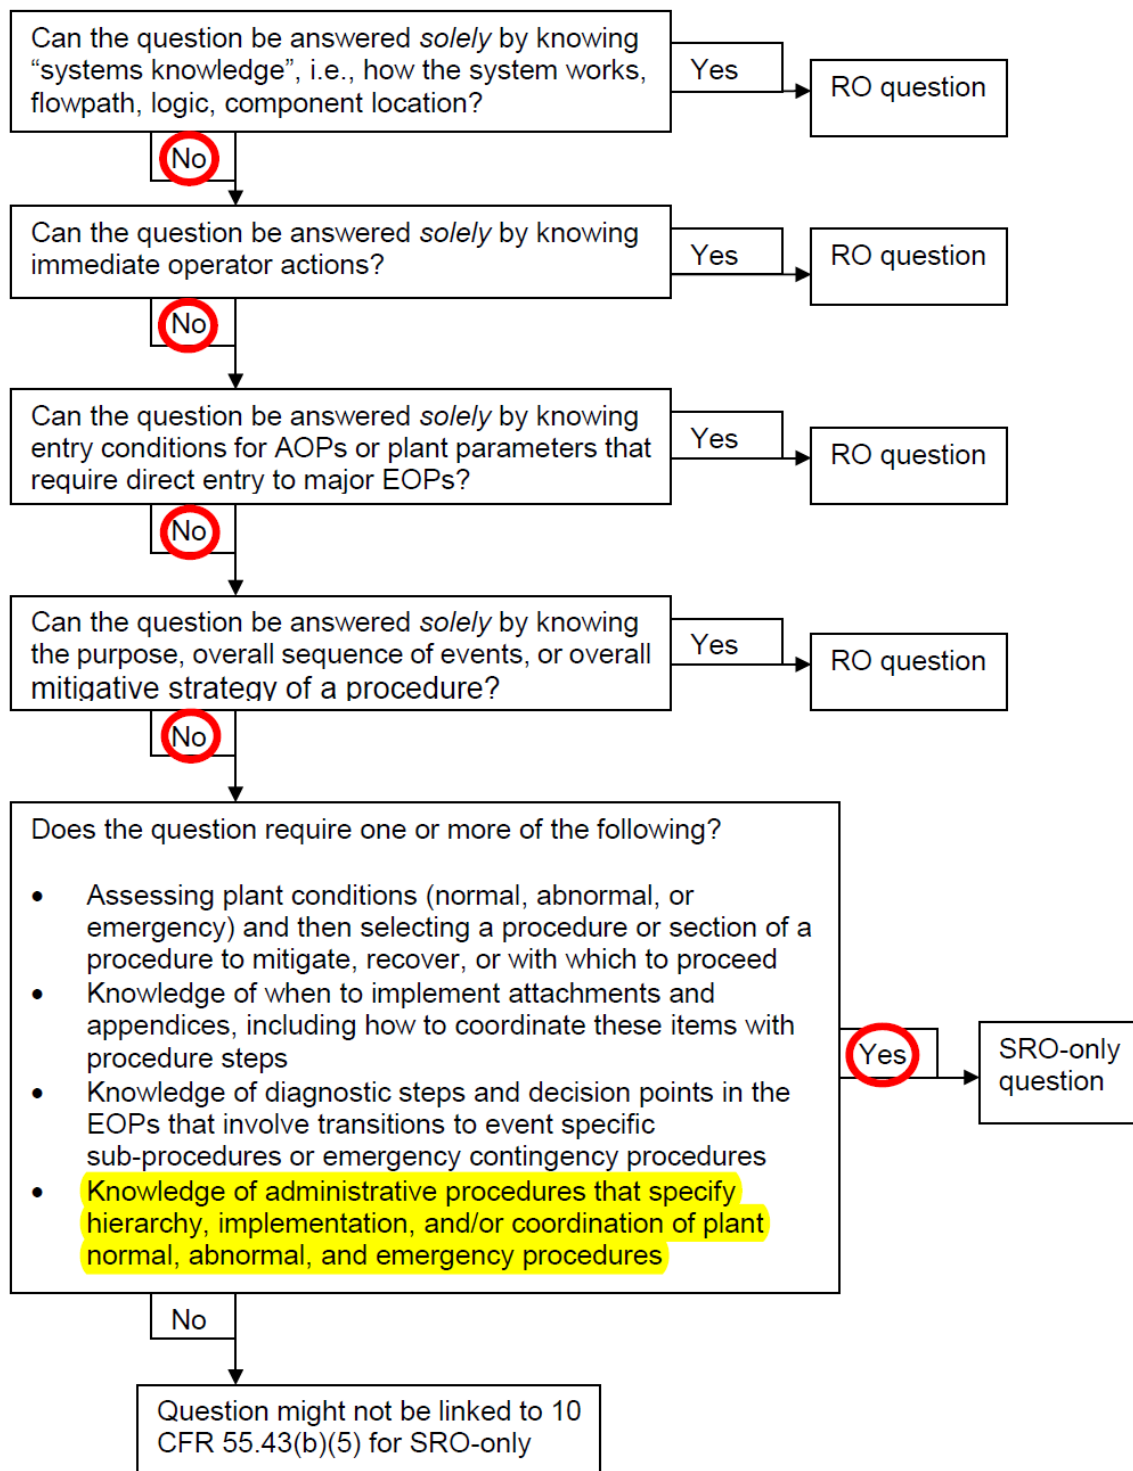 Can the question be answered solely by knowing
“systems knowledge”, i.e., how the system works,
flowpath, logic, component location?
Yes
RO question
No
Can the question be answered solely by knowing
immediate operator actions?
Yes
RO question
No
Can the question be answered solely by knowing
entry conditions for AOPs or plant parameters that
require direct entry to major EOPs?
Yes
RO question
No
Can the question be answered solely by knowing
the purpose, overall sequence of events, or overall
mitigative strategy of a procedure?
Yes
RO question
No
Does the question require one or more of the following?
• Assessing plant conditions (normal, abnormal, or
emergency) and then selecting a procedure or section of a
procedure to mitigate, recover, or with which to proceed
• Knowledge of when to implement attachments and
appendices, including how to coordinate these items with
procedure steps
• Knowledge of diagnostic steps and decision points in the
EOPs that involve transitions to event specific
sub-procedures or emergency contingency procedures
• Knowledge of administrative procedures that specify
hierarchy, implementation, and/or coordination of plant
normal, abnormal, and emergency procedures
Yes
SRO-only
question
No
Question might not be linked to 10
CFR 55.43(b)(5) for SRO-only